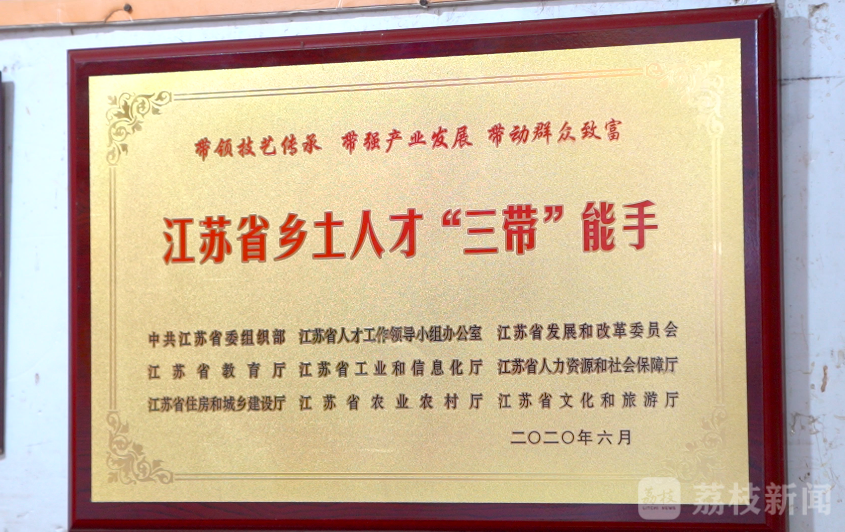 带领技艺传承 带强产业发展 带动群众致富
江苏省乡土人才“三带”能手
中共江苏省委组织部 江苏省人才工作领导小组办公室 江苏省发展和改革委员会
江苏省教育厅 江苏省工业和信息化厅 江苏省人力资源和社会保障厅
江苏省住房和城乡建设厅 江苏省农业农村厅 江苏省文化和旅游厅
二〇二〇年六月
荔枝 荔枝新闻
LITCHI NEWS